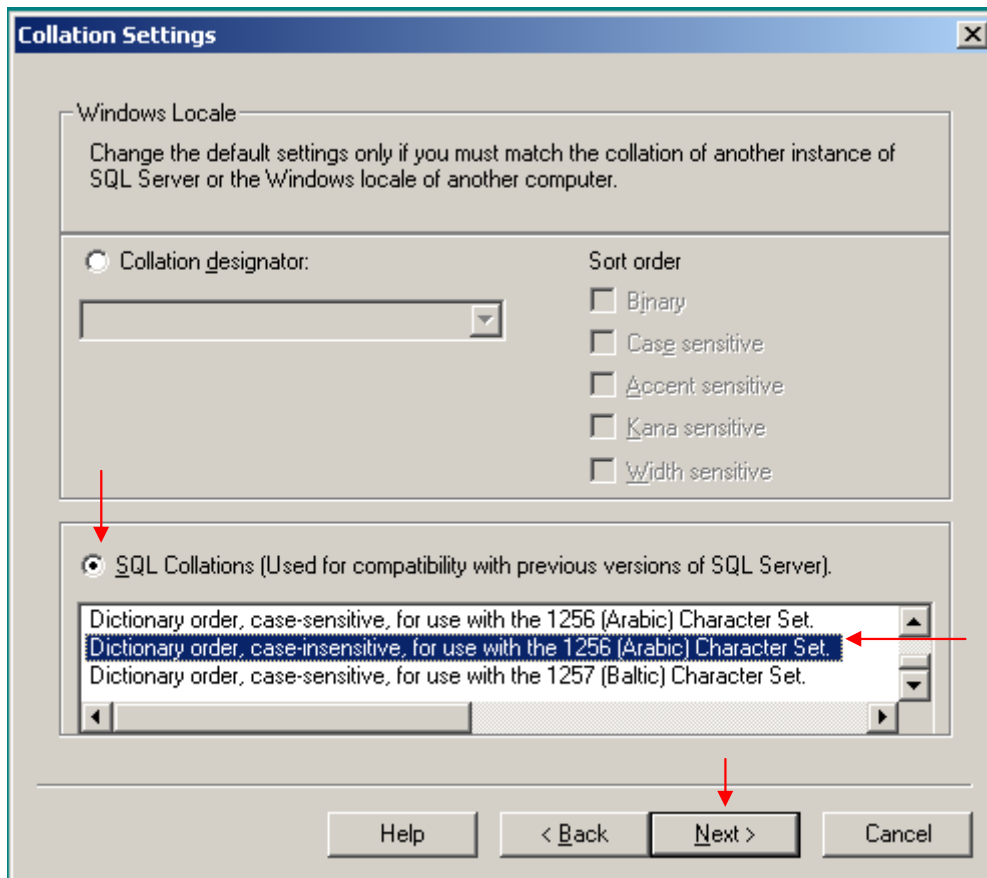 Collation Settings
Windows Locale
Change the default settings only if you must match the collation of another instance of
SQL Server or the Windows locale of another computer.
Collation designator:
Sort order
Binary
Case sensitive
Accent sensitive
Kana sensitive
Width sensitive
SQL Collations (Used for compatibility with previous versions of SQL Server).
Dictionary order, case-sensitive, for use with the 1256 (Arabic) Character Set.
Dictionary order, case-insensitive, for use with the 1256 (Arabic) Character Set.
Dictionary order, case-sensitive, for use with the 1257 (Baltic) Character Set.
Help
< Back
Next >
Cancel